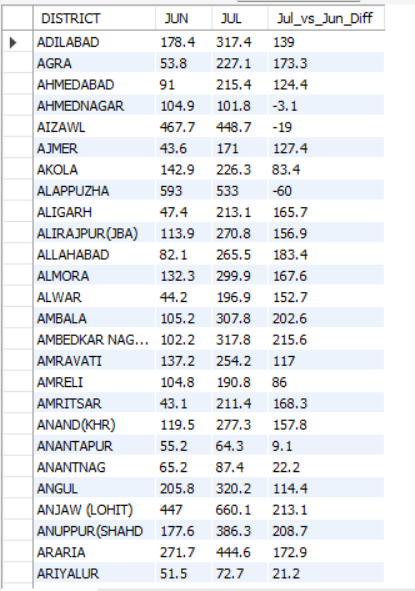 DISTRICT JUN JUL Jul_vs_Jun_Diff
ADILABAD 178.4 317.4 139
AGRA 53.8 227.1 173.3
AHMEDABAD 91 215.4 124.4
AHMEDNAGAR 104.9 101.8 -3.1
AIZAWL 467.7 448.7 -19
AJMER 43.6 171 127.4
AKOLA 142.9 226.3 83.4
ALAPPUZHA 593 533 -60
ALIGARH 47.4 213.1 165.7
ALIRAJPUR(JBA) 113.9 270.8 156.9
ALLAHABAD 82.1 265.5 183.4
ALMORA 132.3 299.9 167.6
ALWAR 44.2 196.9 152.7
AMBALA 105.2 307.8 202.6
AMBEDKAR NAG... 102.2 317.8 215.6
AMRAVATI 137.2 254.2 117
AMRELI 104.8 190.8 86
AMRITSAR 43.1 211.4 168.3
ANAND(KHR) 119.5 277.3 157.8
ANANTAPUR 55.2 64.3 9.1
ANANTNAG 65.2 87.4 22.2
ANGUL 205.8 320.2 114.4
ANJAW (LOHIT) 447 660.1 213.1
ANUPPUR(SHAHD 177.6 386.3 208.7
ARARIA 271.7 444.6 172.9
ARIYALUR 51.5 72.7 21.2